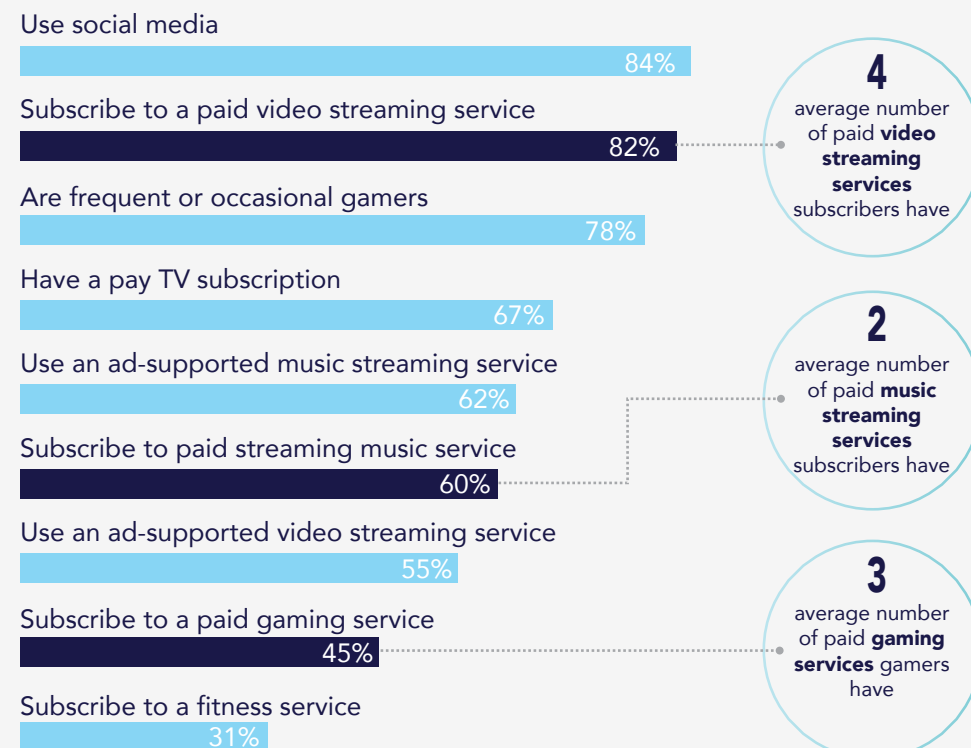 Use social media
84%
Subscribe to a paid video streaming service
82%
4
average number
of paid video
streaming
services
subscribers have
Are frequent or occasional gamers
78%
Have a pay TV subscription
67%
Use an ad-supported music streaming service
62%
2
average number
of paid music
streaming
services
subscribers have
Subscribe to paid streaming music service
60%
Use an ad-supported video streaming service
55%
Subscribe to a paid gaming service
45%
3
average number
of paid gaming
services gamers
have
Subscribe to a fitness service
31%